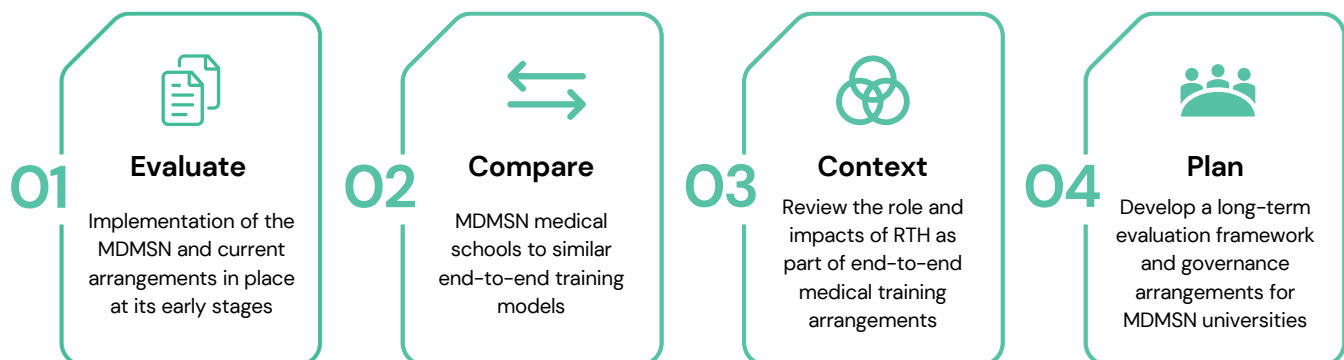 01
Evaluate
Implementation of the
MDMSN and current
arrangements in place
at its early stages
02
Compare
MDMSN medical
schools to similar
end-to-end training
models
03
Context
Review the role and
impacts of RTH as
part of end-to-end
medical training
arrangements
04
Plan
Develop a long-term
evaluation framework
and governance
arrangements for
MDMSN universities